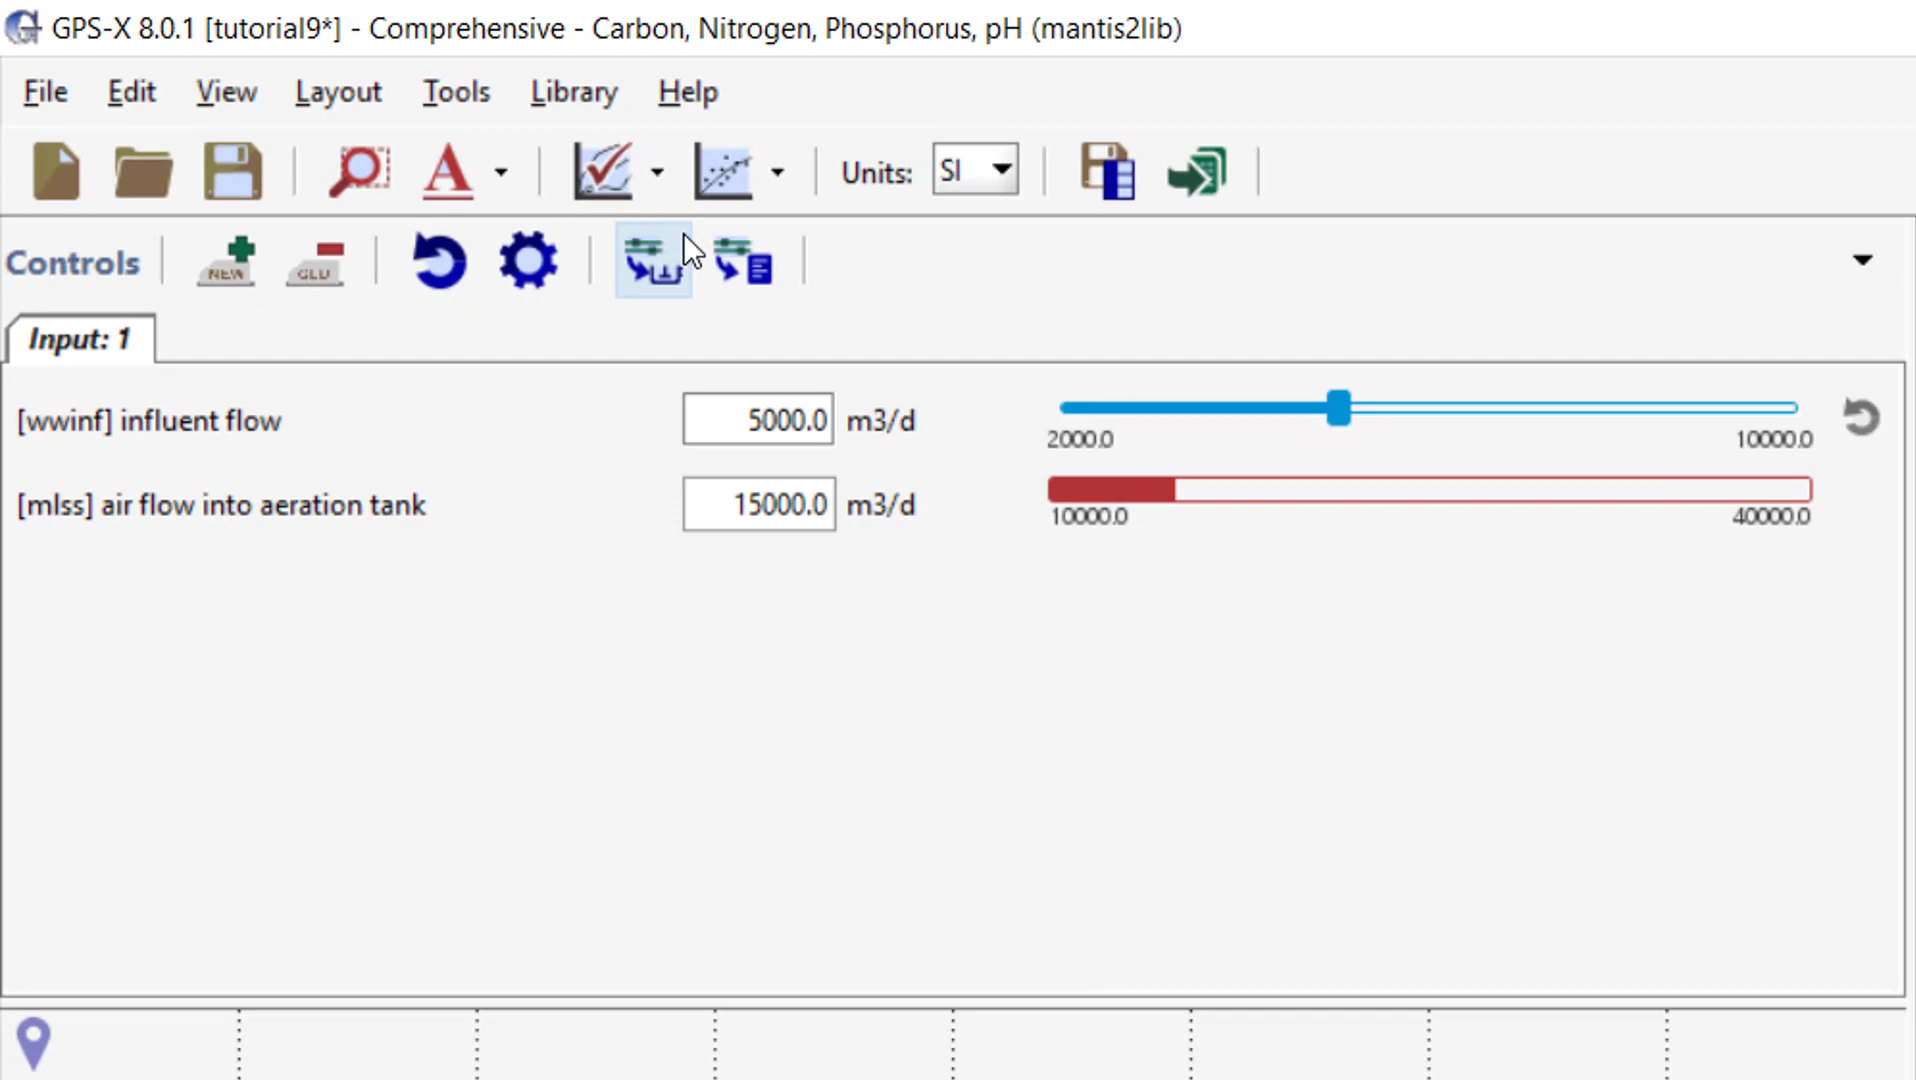 GPS-X 8.0.1 [tutorial9*] - Comprehensive - Carbon, Nitrogen, Phosphorus, pH (mantis2lib)
File Edit View Layout Tools Library Help
A Units: SI
Controls NEW GLD
Input: 1
[wwinf] influent flow 5000.0 m3/d 2000.0 10000.0
[mlss] air flow into aeration tank 15000.0 m3/d 10000.0 40000.0